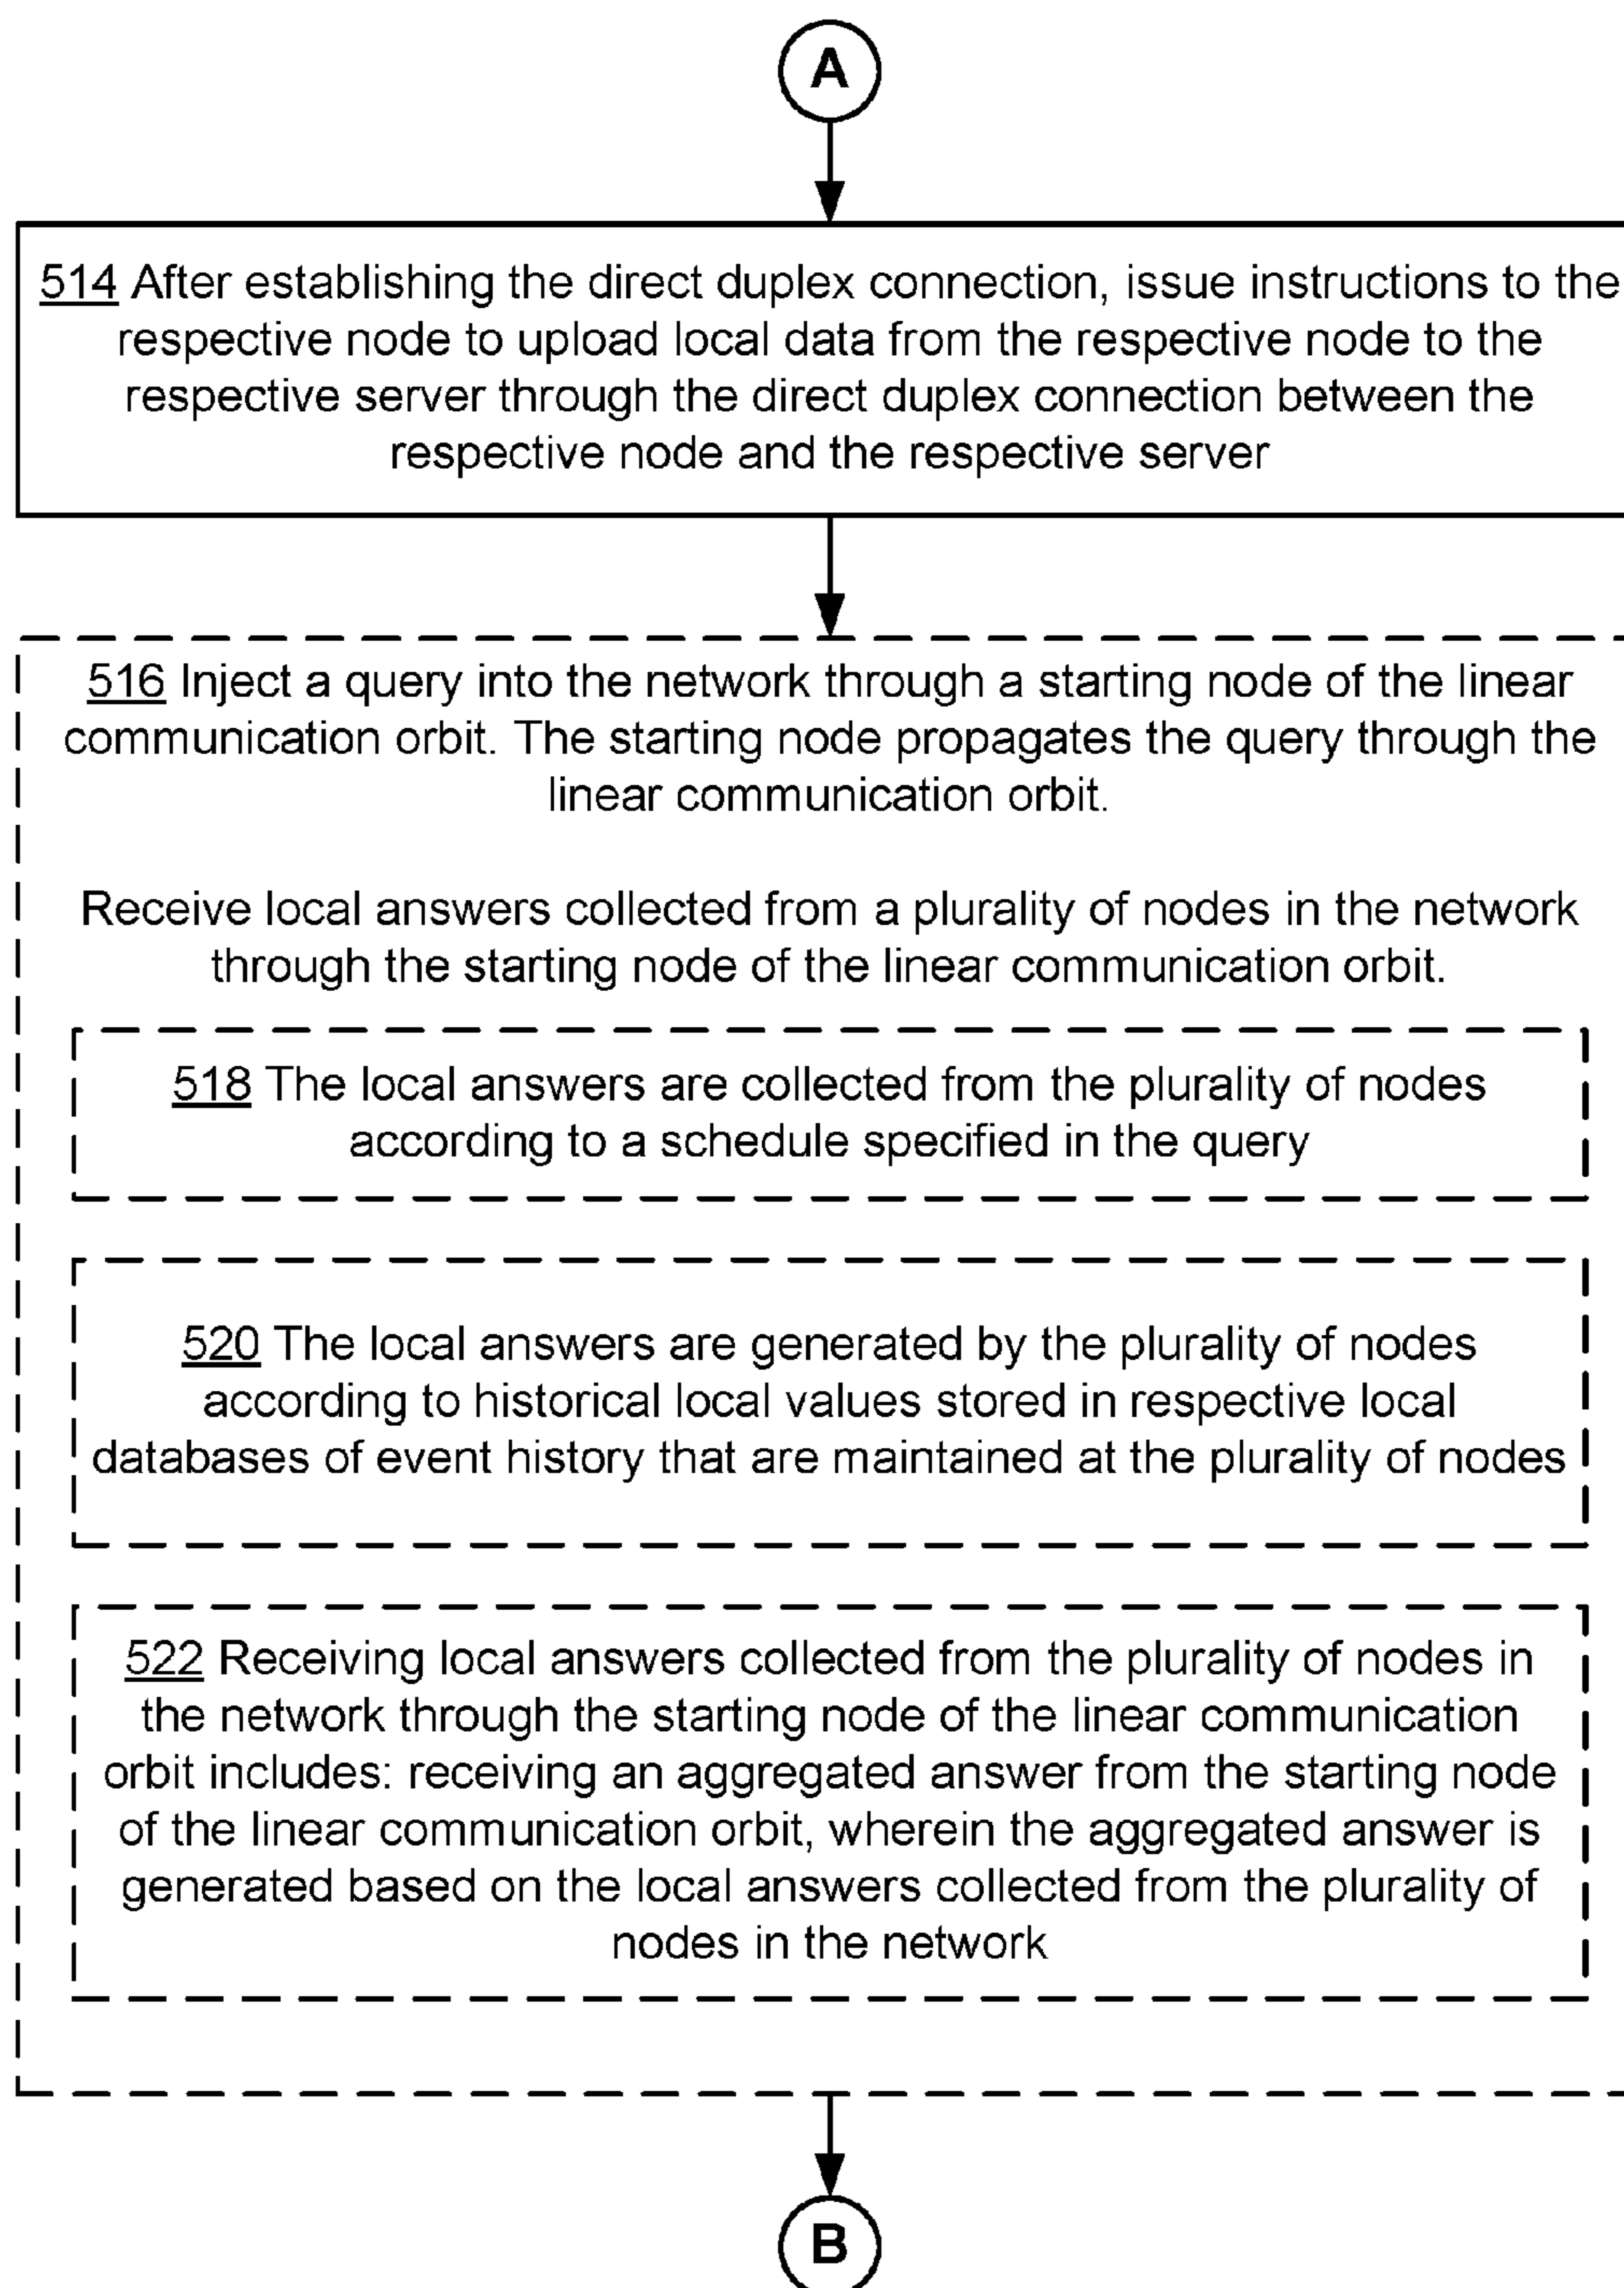 A
514 After establishing the direct duplex connection, issue instructions to the
respective node to upload local data from the respective node to the
respective server through the direct duplex connection between the
respective node and the respective server
516 Inject a query into the network through a starting node of the linear
communication orbit. The starting node propagates the query through the
linear communication orbit.
Receive local answers collected from a plurality of nodes in the network
through the starting node of the linear communication orbit.
518 The local answers are collected from the plurality of nodes
according to a schedule specified in the query
520 The local answers are generated by the plurality of nodes
according to historical local values stored in respective local
databases of event history that are maintained at the plurality of nodes
522 Receiving local answers collected from the plurality of nodes in
the network through the starting node of the linear communication
orbit includes: receiving an aggregated answer from the starting node
of the linear communication orbit, wherein the aggregated answer is
generated based on the local answers collected from the plurality of
nodes in the network
B